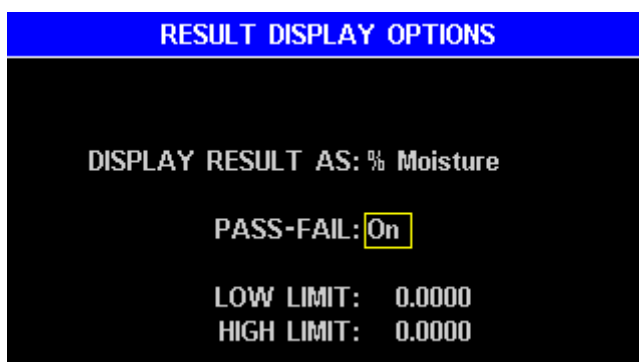 RESULT DISPLAY OPTIONS
DISPLAY RESULT AS: % Moisture
PASS-FAIL: On
LOW LIMIT: 0.0000
HIGH LIMIT: 0.0000